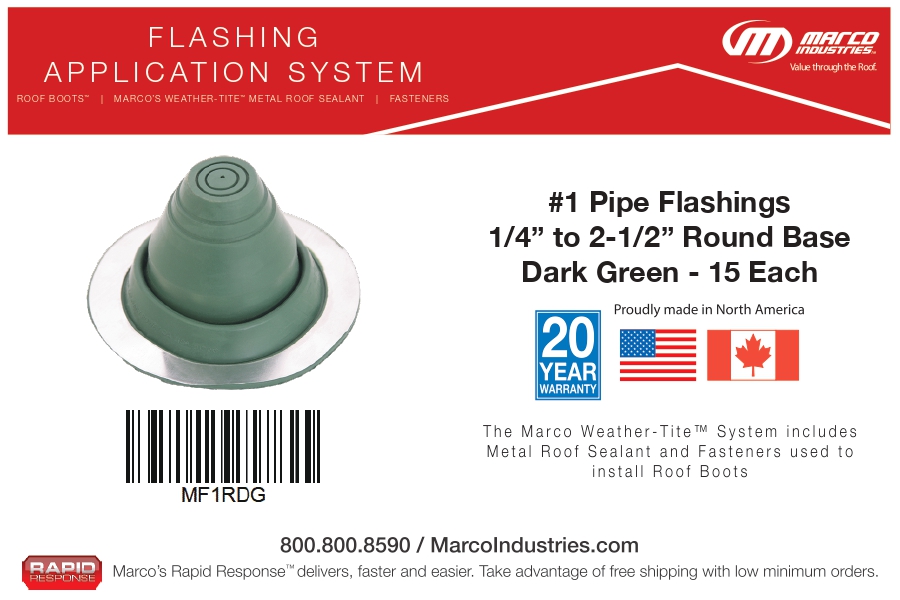 FLASHING
APPLICATION SYSTEM
ROOF BOOTS™ | MARCO'S WEATHER-TITE™ METAL ROOF SEALANT | FASTENERS
MARCO
INDUSTRIES™
Value through the Roof.
#1 Pipe Flashings
1/4” to 2-1/2” Round Base
Dark Green - 15 Each
Proudly made in North America
20
YEAR
WARRANTY
The Marco Weather-Tite™ System includes
Metal Roof Sealant and Fasteners used to
install Roof Boots
MF1RDG
800.800.8590 / MarcoIndustries.com
RAPID
RESPONSE
Marco’s Rapid Response™ delivers, faster and easier. Take advantage of free shipping with low minimum orders.